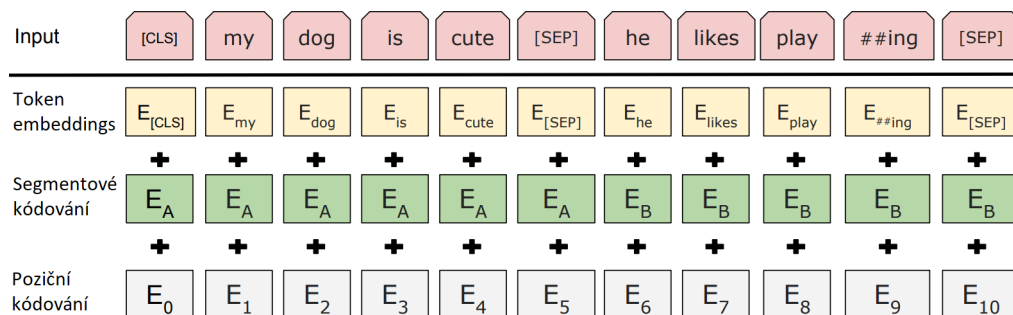 Input [CLS] my dog is cute [SEP] he likes play ##ing [SEP]
Token embeddings E[CLS] Emy Edog Eis Ecute E[SEP] Ehe Elikes Eplay E##ing E[SEP]
+ + + + + + + + + + +
Segmentové kódování EA EA EA EA EA EA EB EB EB EB EB
+ + + + + + + + + + +
Poziční kódování E0 E1 E2 E3 E4 E5 E6 E7 E8 E9 E10